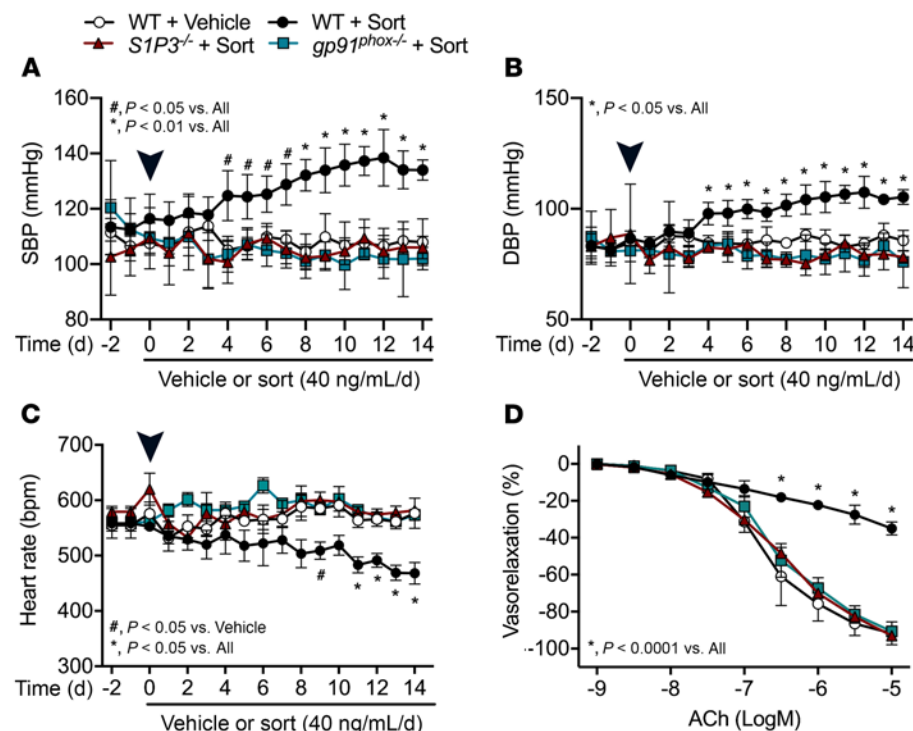 WT + Vehicle WT + Sort
S1P3-/- + Sort gp91phox-/- + Sort
A
SBP (mmHg)
160
140
120
100
80
#, P < 0.05 vs. All
*, P < 0.01 vs. All
# # # # * * * * * * *
Time (d) -2 0 2 4 6 8 10 12 14
Vehicle or sort (40 ng/mL/d)
B
DBP (mmHg)
150
100
50
*, P < 0.05 vs. All
* * * * * * * * * * *
Time (d) -2 0 2 4 6 8 10 12 14
Vehicle or sort (40 ng/mL/d)
C
Heart rate (bpm)
700
600
500
400
300
# * * * *
#, P < 0.05 vs. Vehicle
*, P < 0.05 vs. All
Time (d) -2 0 2 4 6 8 10 12 14
Vehicle or sort (40 ng/mL/d)
D
Vasorelaxation (%)
0
-20
-40
-60
-80
-100
* * * *
*, P < 0.0001 vs. All
-9 -8 -7 -6 -5
ACh (LogM)